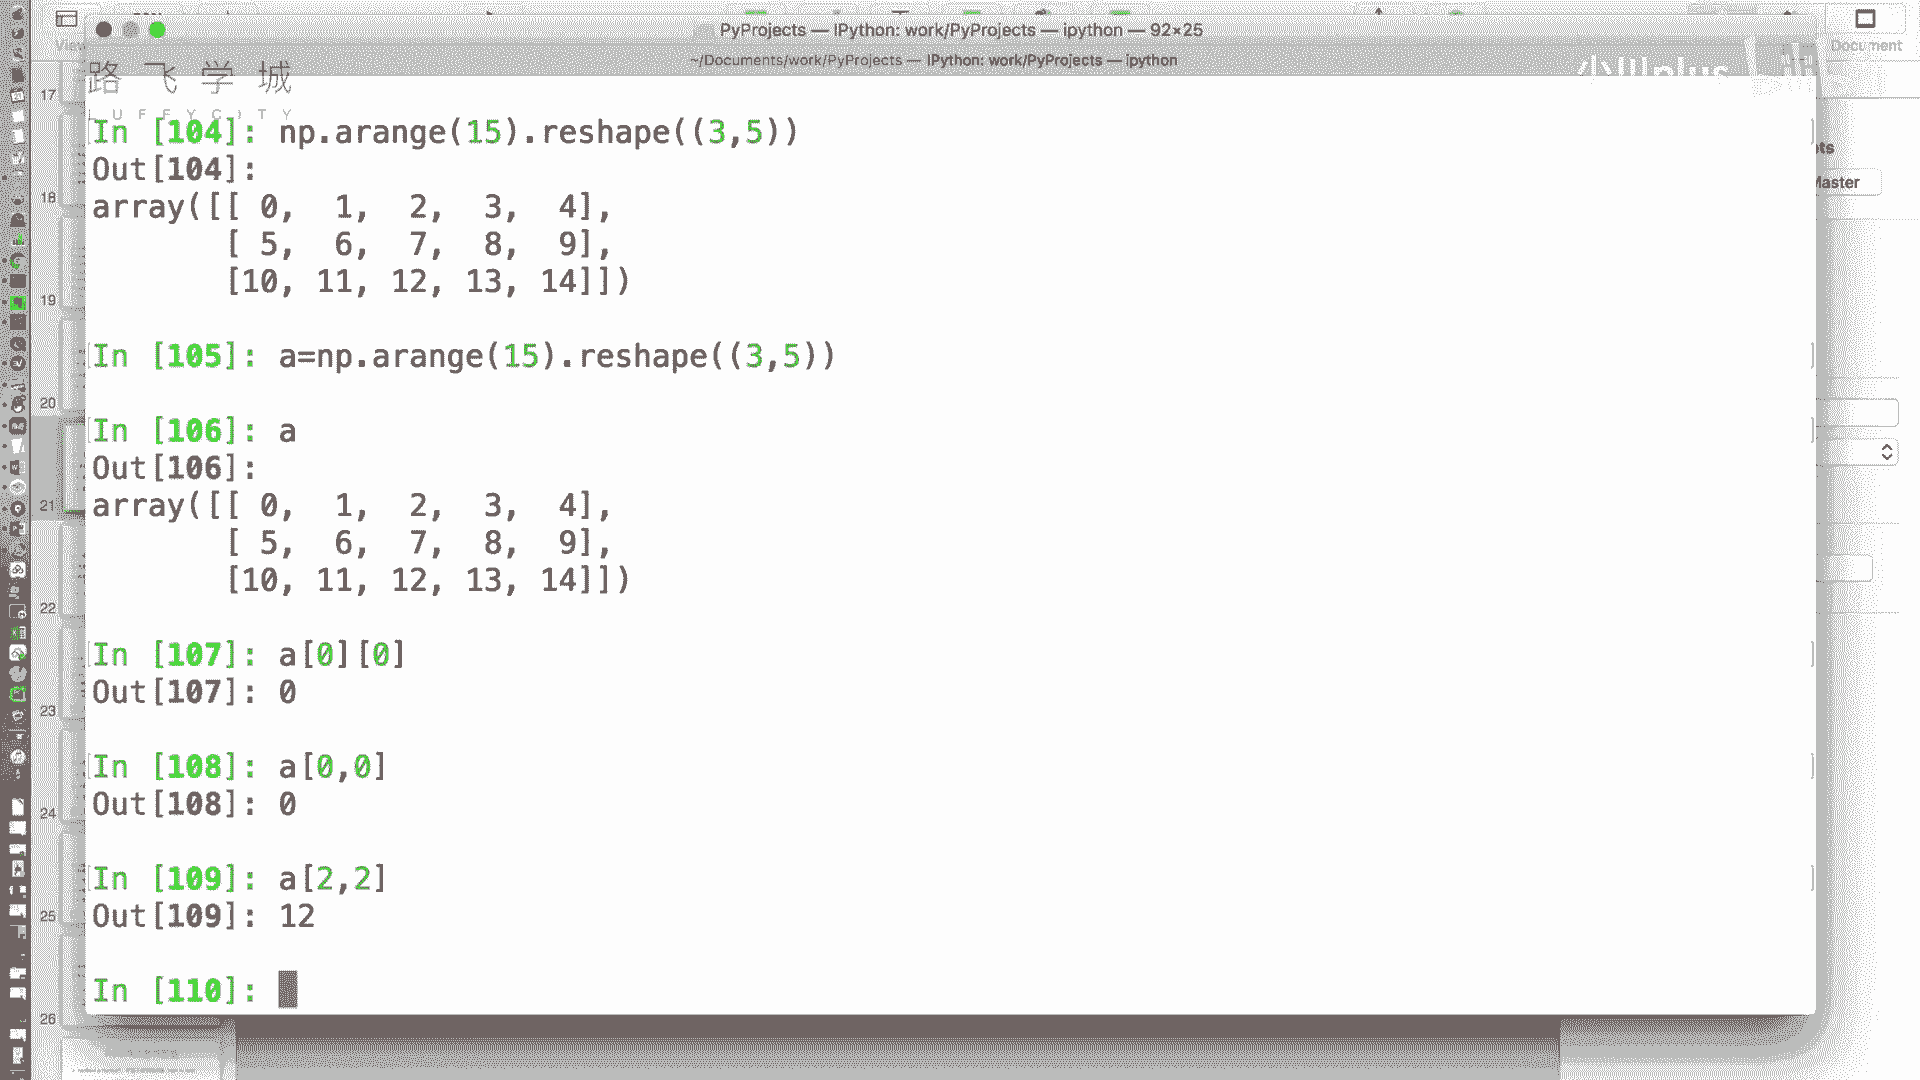 PyProjects — IPython: work/PyProjects — ipython — 92×25
~/Documents/work/PyProjects — IPython: work/PyProjects — ipython
View
Document
路飞学城
LUFFYCITY
plus
ets
Master
17
18
19
20
21
22
23
24
25
26
In [104]: np.arange(15).reshape((3,5))
Out[104]:
array([[ 0,  1,  2,  3,  4],
       [ 5,  6,  7,  8,  9],
       [10, 11, 12, 13, 14]])
In [105]: a=np.arange(15).reshape((3,5))
In [106]: a
Out[106]:
array([[ 0,  1,  2,  3,  4],
       [ 5,  6,  7,  8,  9],
       [10, 11, 12, 13, 14]])
In [107]: a[0][0]
Out[107]: 0
In [108]: a[0,0]
Out[108]: 0
In [109]: a[2,2]
Out[109]: 12
In [110]: